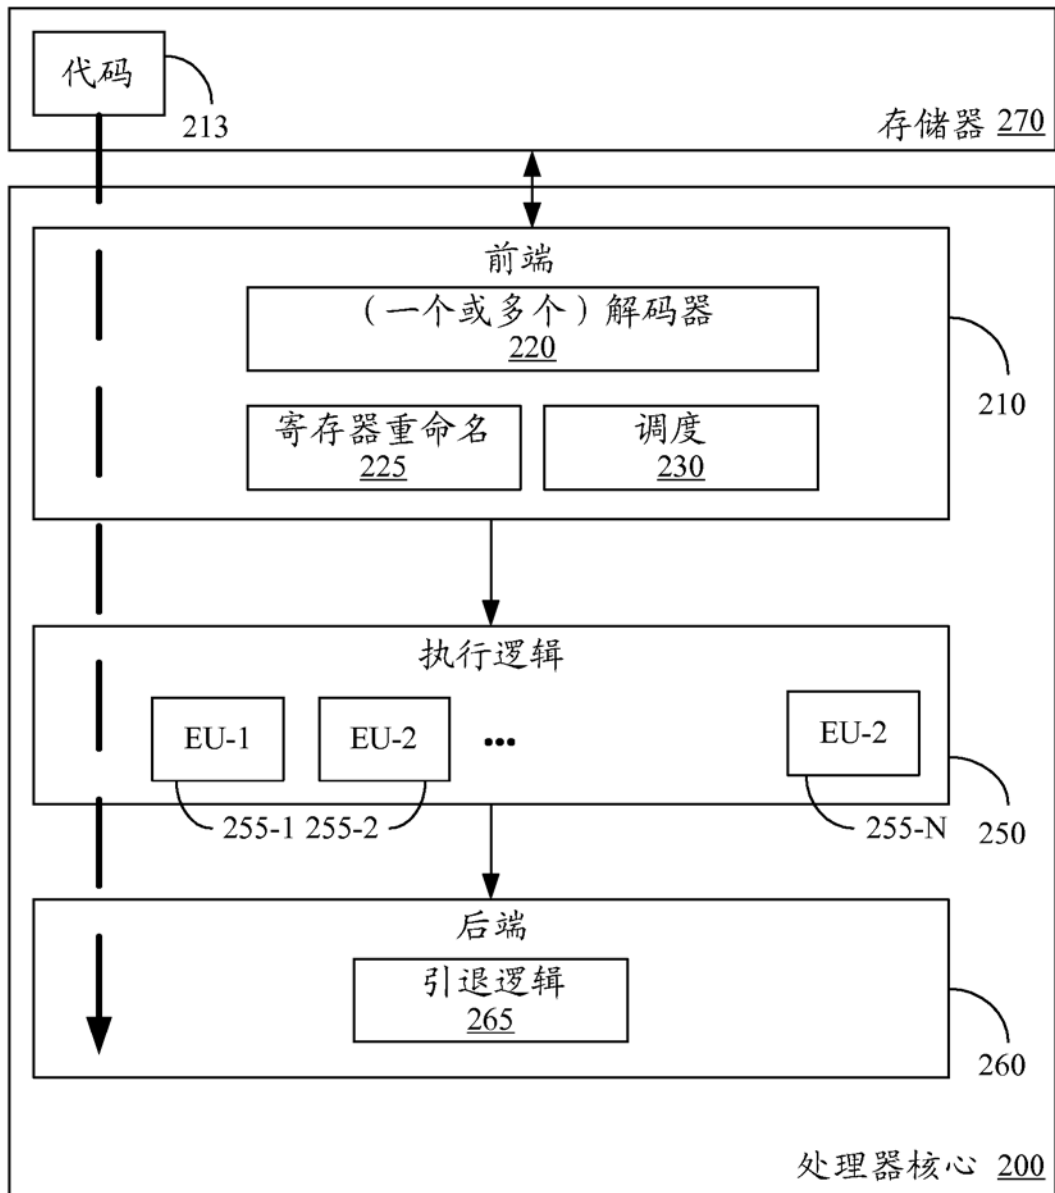 代码
213
存储器 270
前端
（一个或多个）解码器
220
210
寄存器重命名
225
调度
230
执行逻辑
EU-1
EU-2
...
EU-2
255-1 255-2
255-N
250
后端
引退逻辑
265
260
处理器核心 200